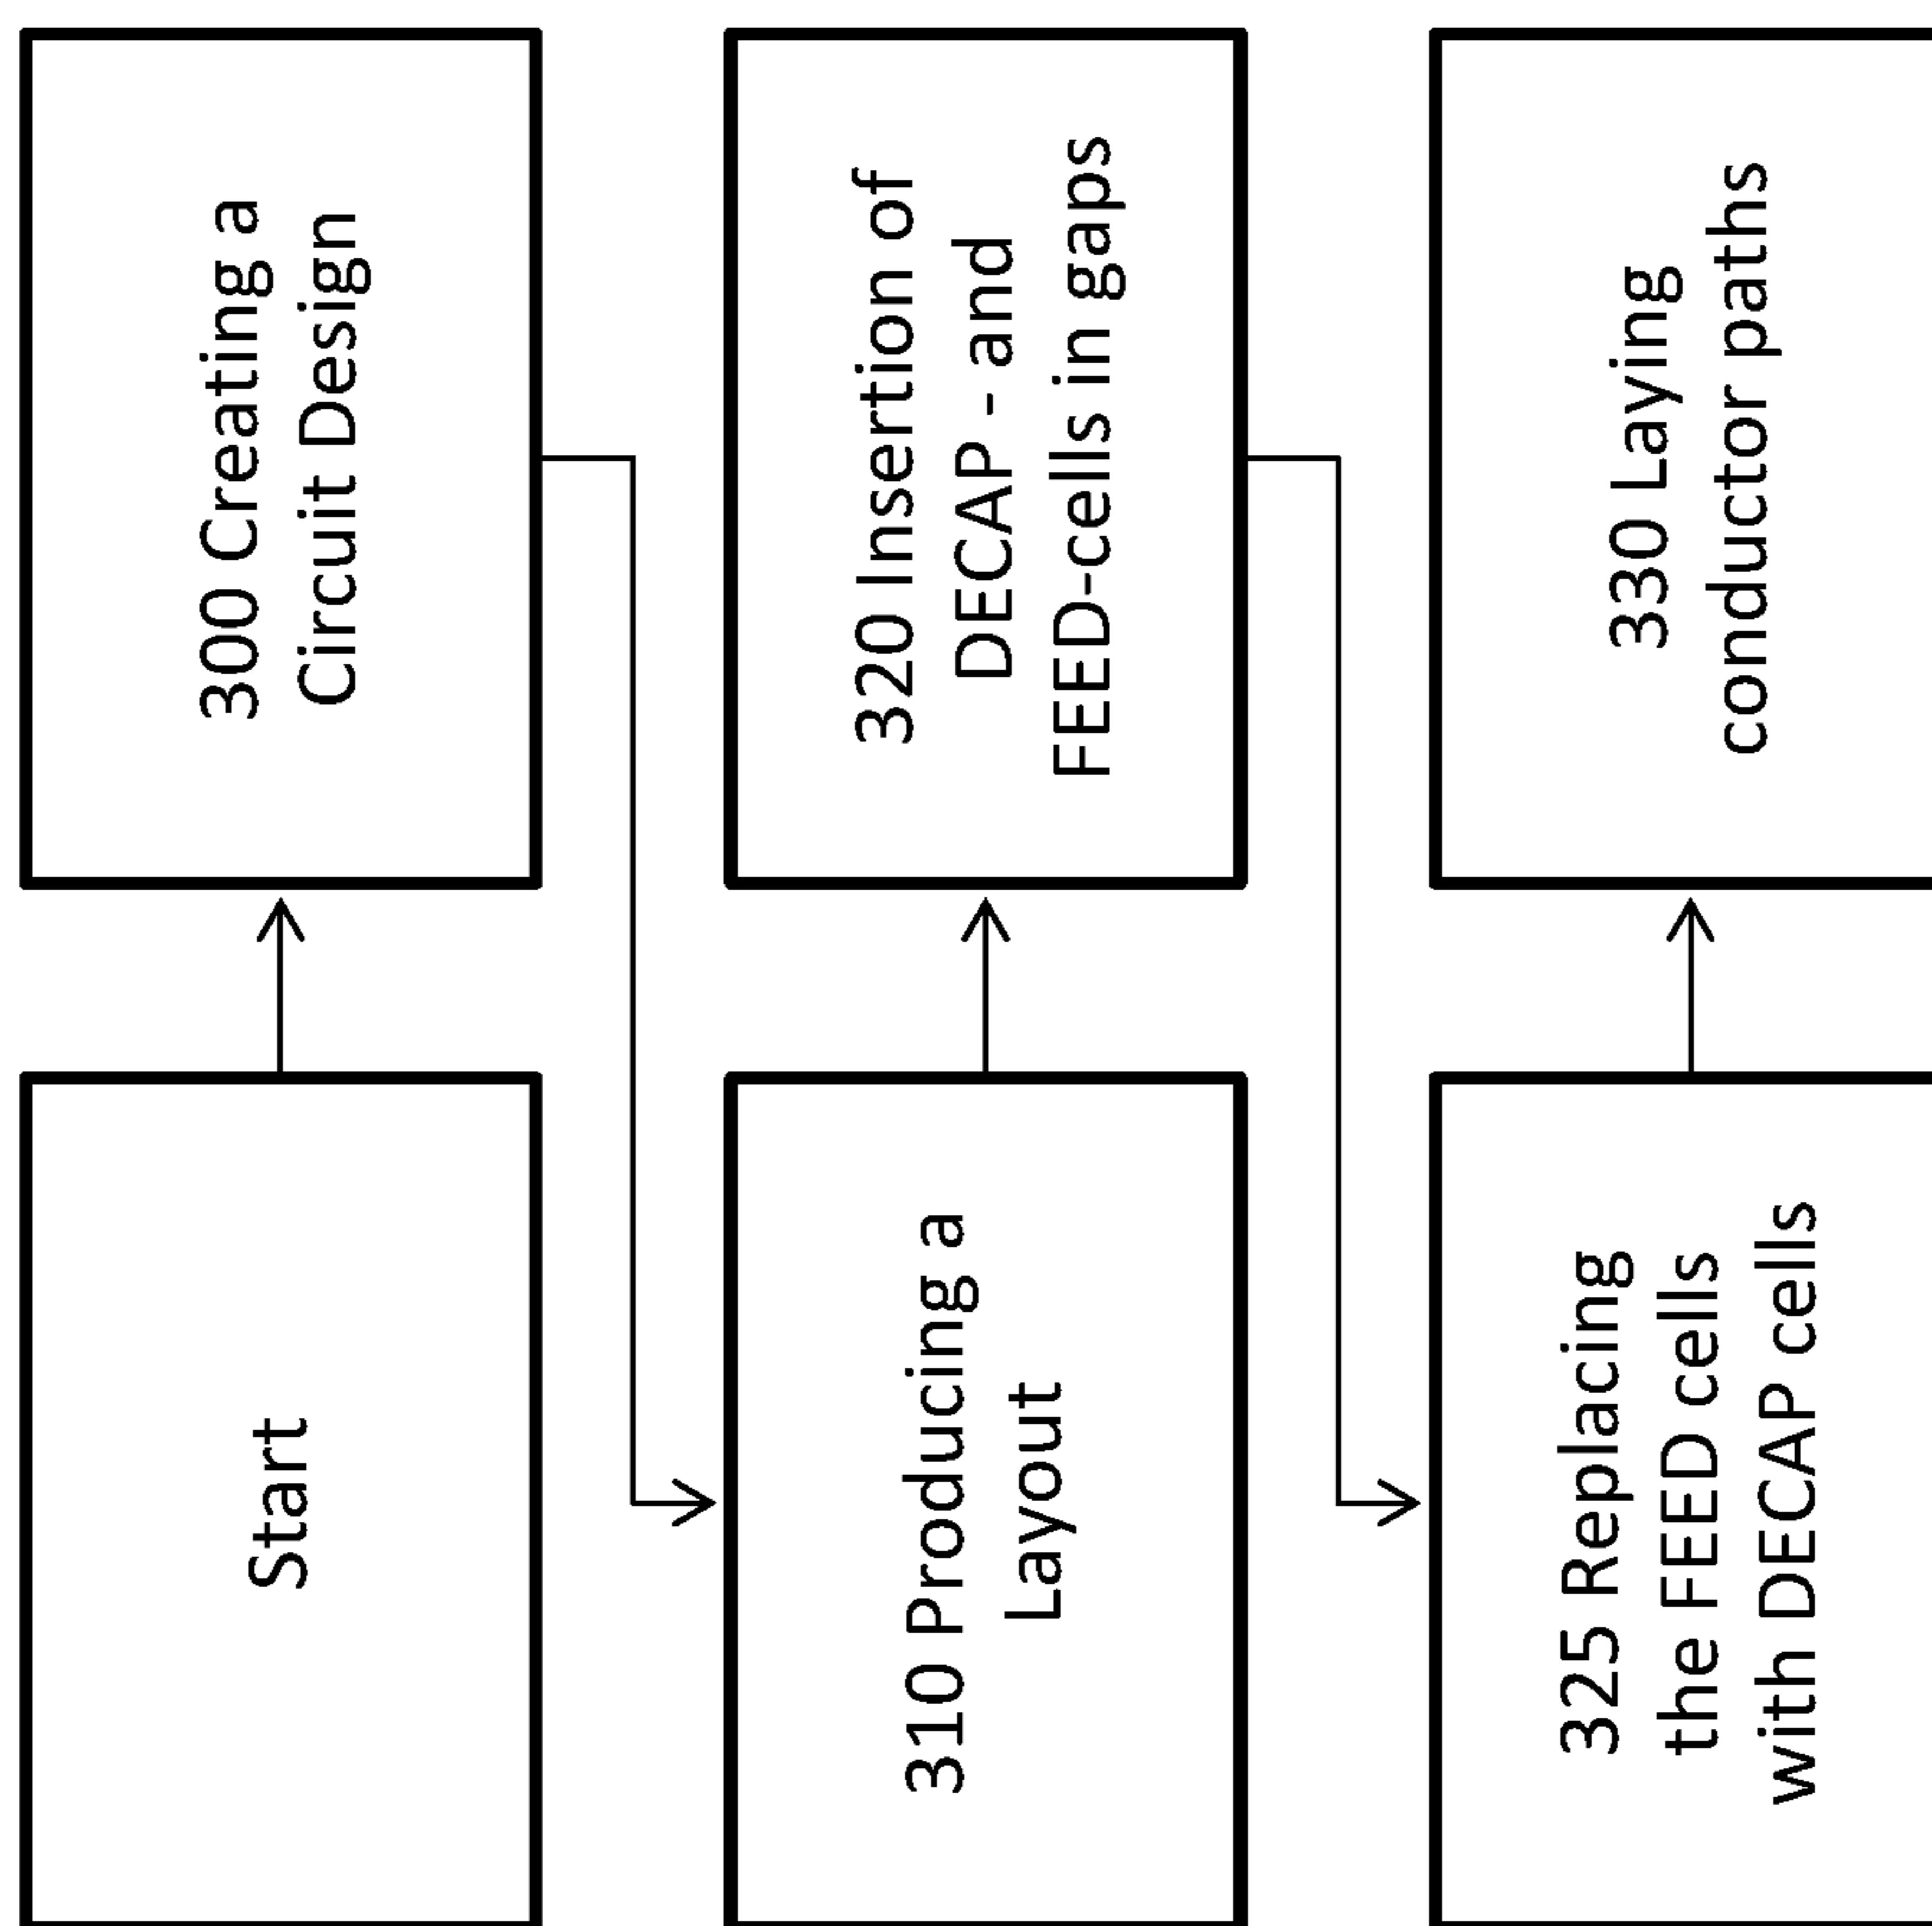 Start
300 Creating a
Circuit Design
310 Producing a
Layout
320 Insertion of
DECAP - and
FEED-cells in gaps
325 Replacing
the FEED cells
with DECAP cells
330 Laying
conductor paths